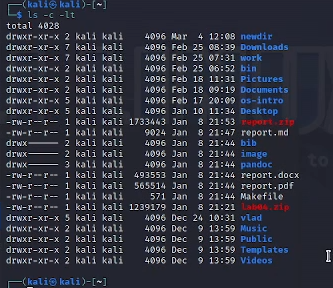 ┌──(kali㉿kali)-[~]
└─$ ls -c -lt
total 4028
drwxr-xr-x 2 kali kali 4096 Mar 4 12:08 newdir
drwxr-xr-x 7 kali kali 4096 Feb 25 08:39 Downloads
drwxr-xr-x 7 kali kali 4096 Feb 25 07:31 work
drwxr-xr-x 2 kali kali 4096 Feb 25 06:52 bin
drwxr-xr-x 2 kali kali 4096 Feb 18 11:31 Pictures
drwxr-xr-x 2 kali kali 4096 Feb 18 09:19 Documents
drwxr-xr-x 5 kali kali 4096 Feb 17 20:09 os-intro
drwxr-xr-x 5 kali kali 4096 Jan 10 11:34 Desktop
-rw-r--r-- 1 kali kali 1733443 Jan 8 21:53 report.zip
-rw-r--r-- 1 kali kali 9024 Jan 8 21:47 report.md
drwx------ 2 kali kali 4096 Jan 8 21:44 bib
drwx------ 2 kali kali 4096 Jan 8 21:44 image
drwx------ 3 kali kali 4096 Jan 8 21:44 pandoc
-rw-r--r-- 1 kali kali 493553 Jan 8 21:44 report.docx
-rw-r--r-- 1 kali kali 565514 Jan 8 21:44 report.pdf
-rw-r--r-- 1 kali kali 571 Jan 8 21:44 Makefile
-rw-r--r-- 1 kali kali 1239179 Jan 8 21:21 lab04.zip
drwxr-xr-x 5 kali kali 4096 Dec 24 10:31 vlad
drwxr-xr-x 2 kali kali 4096 Dec 9 13:59 Music
drwxr-xr-x 2 kali kali 4096 Dec 9 13:59 Public
drwxr-xr-x 2 kali kali 4096 Dec 9 13:59 Templates
drwxr-xr-x 2 kali kali 4096 Dec 9 13:59 Videos
┌──(kali㉿kali)-[~]